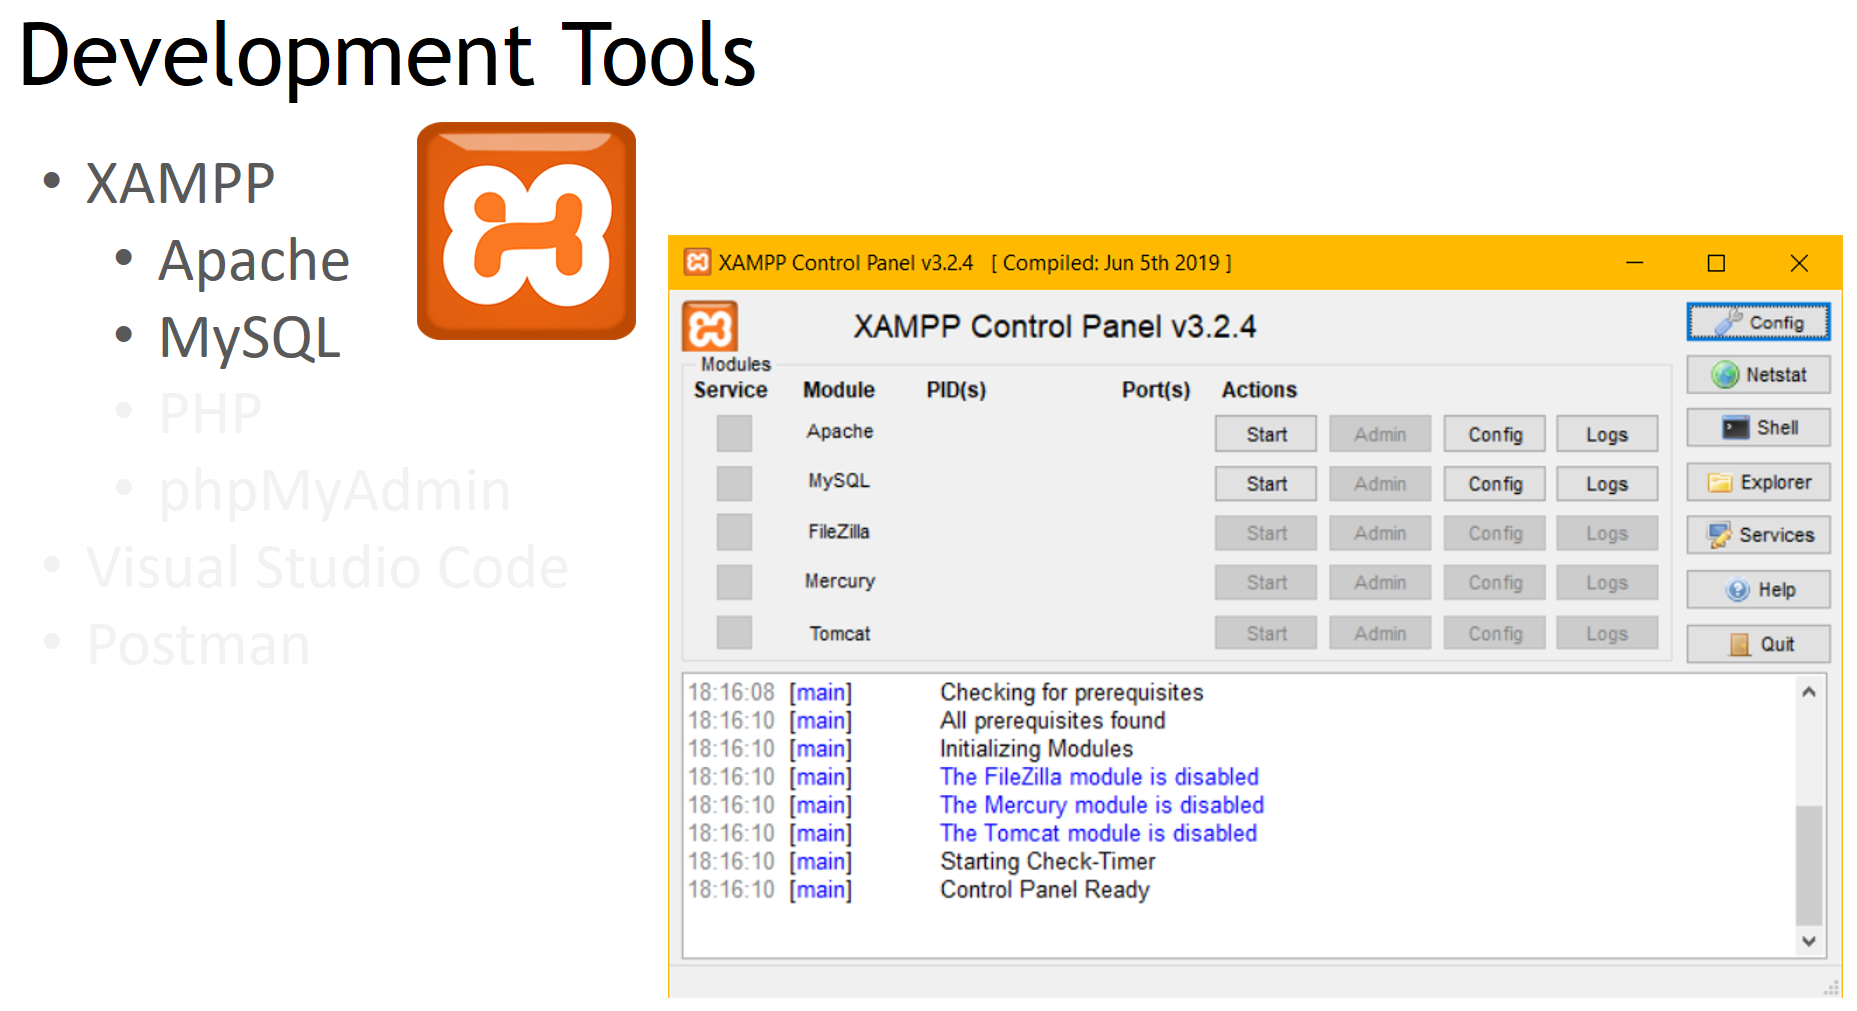 Development Tools
• XAMPP
• Apache
• MySQL
• PHP
• phpMyAdmin
• Visual Studio Code
• Postman
XAMPP Control Panel v3.2.4 [ Compiled: Jun 5th 2019 ]
XAMPP Control Panel v3.2.4
Modules
Service Module PID(s) Port(s) Actions
Apache Start Admin Config Logs
MySQL Start Admin Config Logs
FileZilla Start Admin Config Logs
Mercury Start Admin Config Logs
Tomcat Start Admin Config Logs
Config
Netstat
Shell
Explorer
Services
Help
Quit
18:16:08 [main] Checking for prerequisites
18:16:10 [main] All prerequisites found
18:16:10 [main] Initializing Modules
18:16:10 [main] The FileZilla module is disabled
18:16:10 [main] The Mercury module is disabled
18:16:10 [main] The Tomcat module is disabled
18:16:10 [main] Starting Check-Timer
18:16:10 [main] Control Panel Ready